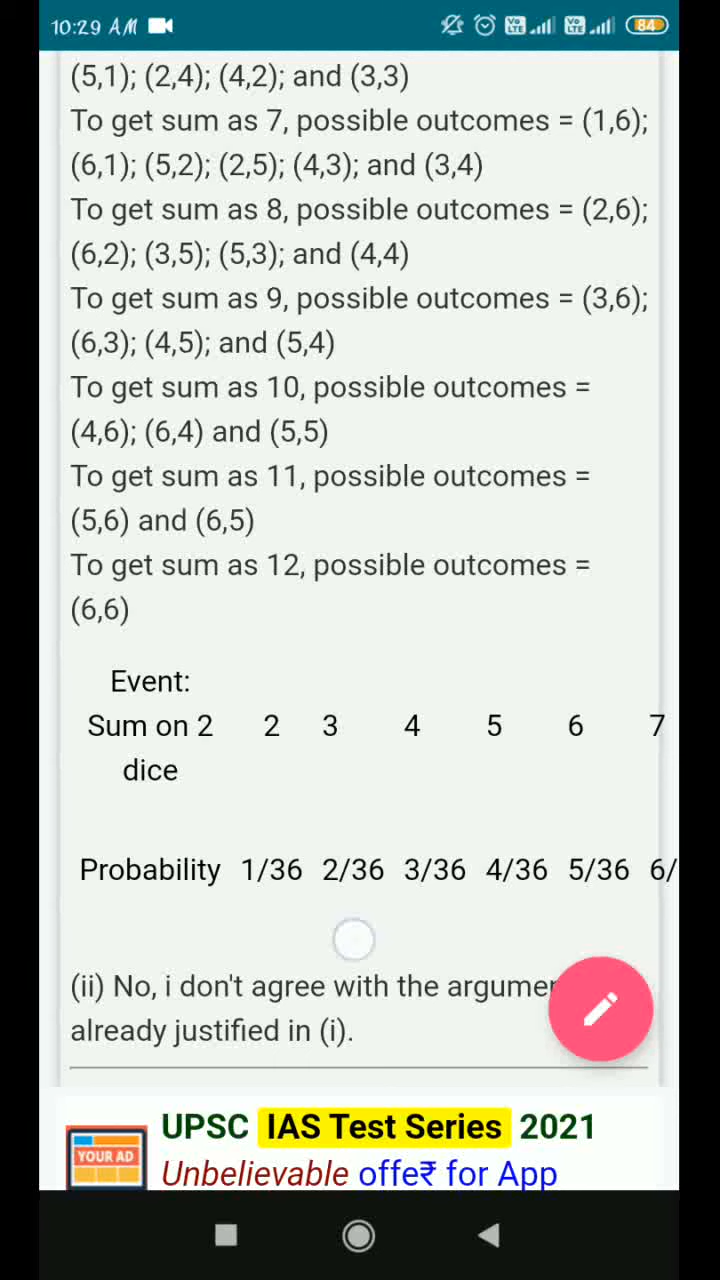 10:29 AM
Vo LTE Vo LTE 84
(5,1); (2,4); (4,2); and (3,3)
To get sum as 7, possible outcomes = (1,6);
(6,1); (5,2); (2,5); (4,3); and (3,4)
To get sum as 8, possible outcomes = (2,6);
(6,2); (3,5); (5,3); and (4,4)
To get sum as 9, possible outcomes = (3,6);
(6,3); (4,5); and (5,4)
To get sum as 10, possible outcomes =
(4,6); (6,4) and (5,5)
To get sum as 11, possible outcomes =
(5,6) and (6,5)
To get sum as 12, possible outcomes =
(6,6)
Event:
Sum on 2 2 3 4 5 6 7
dice
Probability 1/36 2/36 3/36 4/36 5/36 6/
(ii) No, i don't agree with the
already justified in (i).
YOUR AD
UPSC IAS Test Series 2021
Unbelievable offe₹ for App